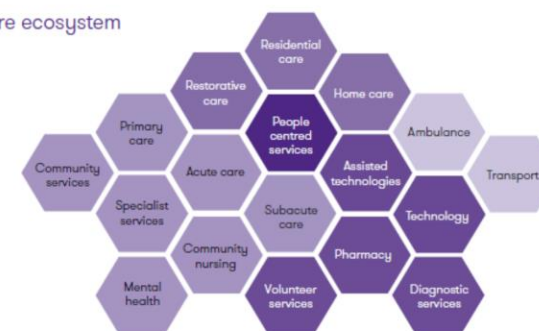 re ecosystem
Residential
care
Restorative
care
Home care
Primary
care
People
centred
services
Ambulance
Community
services
Acute care
Assisted
technologies
Transport
Specialist
services
Subacute
care
Technology
Community
nursing
Pharmacy
Mental
health
Volunteer
services
Diagnostic
services